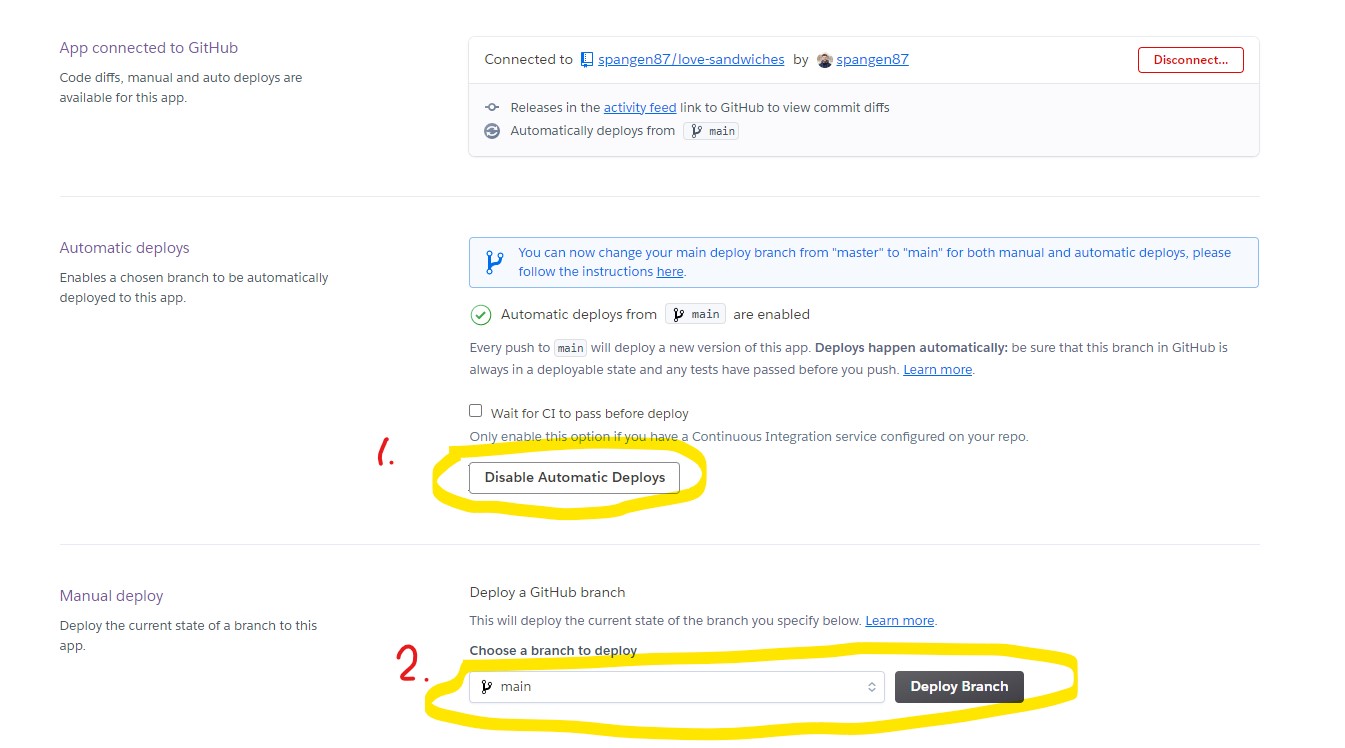 App connected to GitHub
Code diffs, manual and auto deploys are
available for this app.
Connected to spangen87/love-sandwiches by spangen87
Disconnect...
Releases in the activity feed link to GitHub to view commit diffs
Automatically deploys from main
Automatic deploys
Enables a chosen branch to be automatically
deployed to this app.
You can now change your main deploy branch from "master" to "main" for both manual and automatic deploys, please
follow the instructions here.
Automatic deploys from main are enabled
Every push to main will deploy a new version of this app. Deploys happen automatically: be sure that this branch in GitHub is
always in a deployable state and any tests have passed before you push. Learn more.
Wait for CI to pass before deploy
Only enable this option if you have a Continuous Integration service configured on your repo.
1.
Disable Automatic Deploys
Manual deploy
Deploy the current state of a branch to this
app.
Deploy a GitHub branch
This will deploy the current state of the branch you specify below. Learn more.
Choose a branch to deploy
2.
main
Deploy Branch